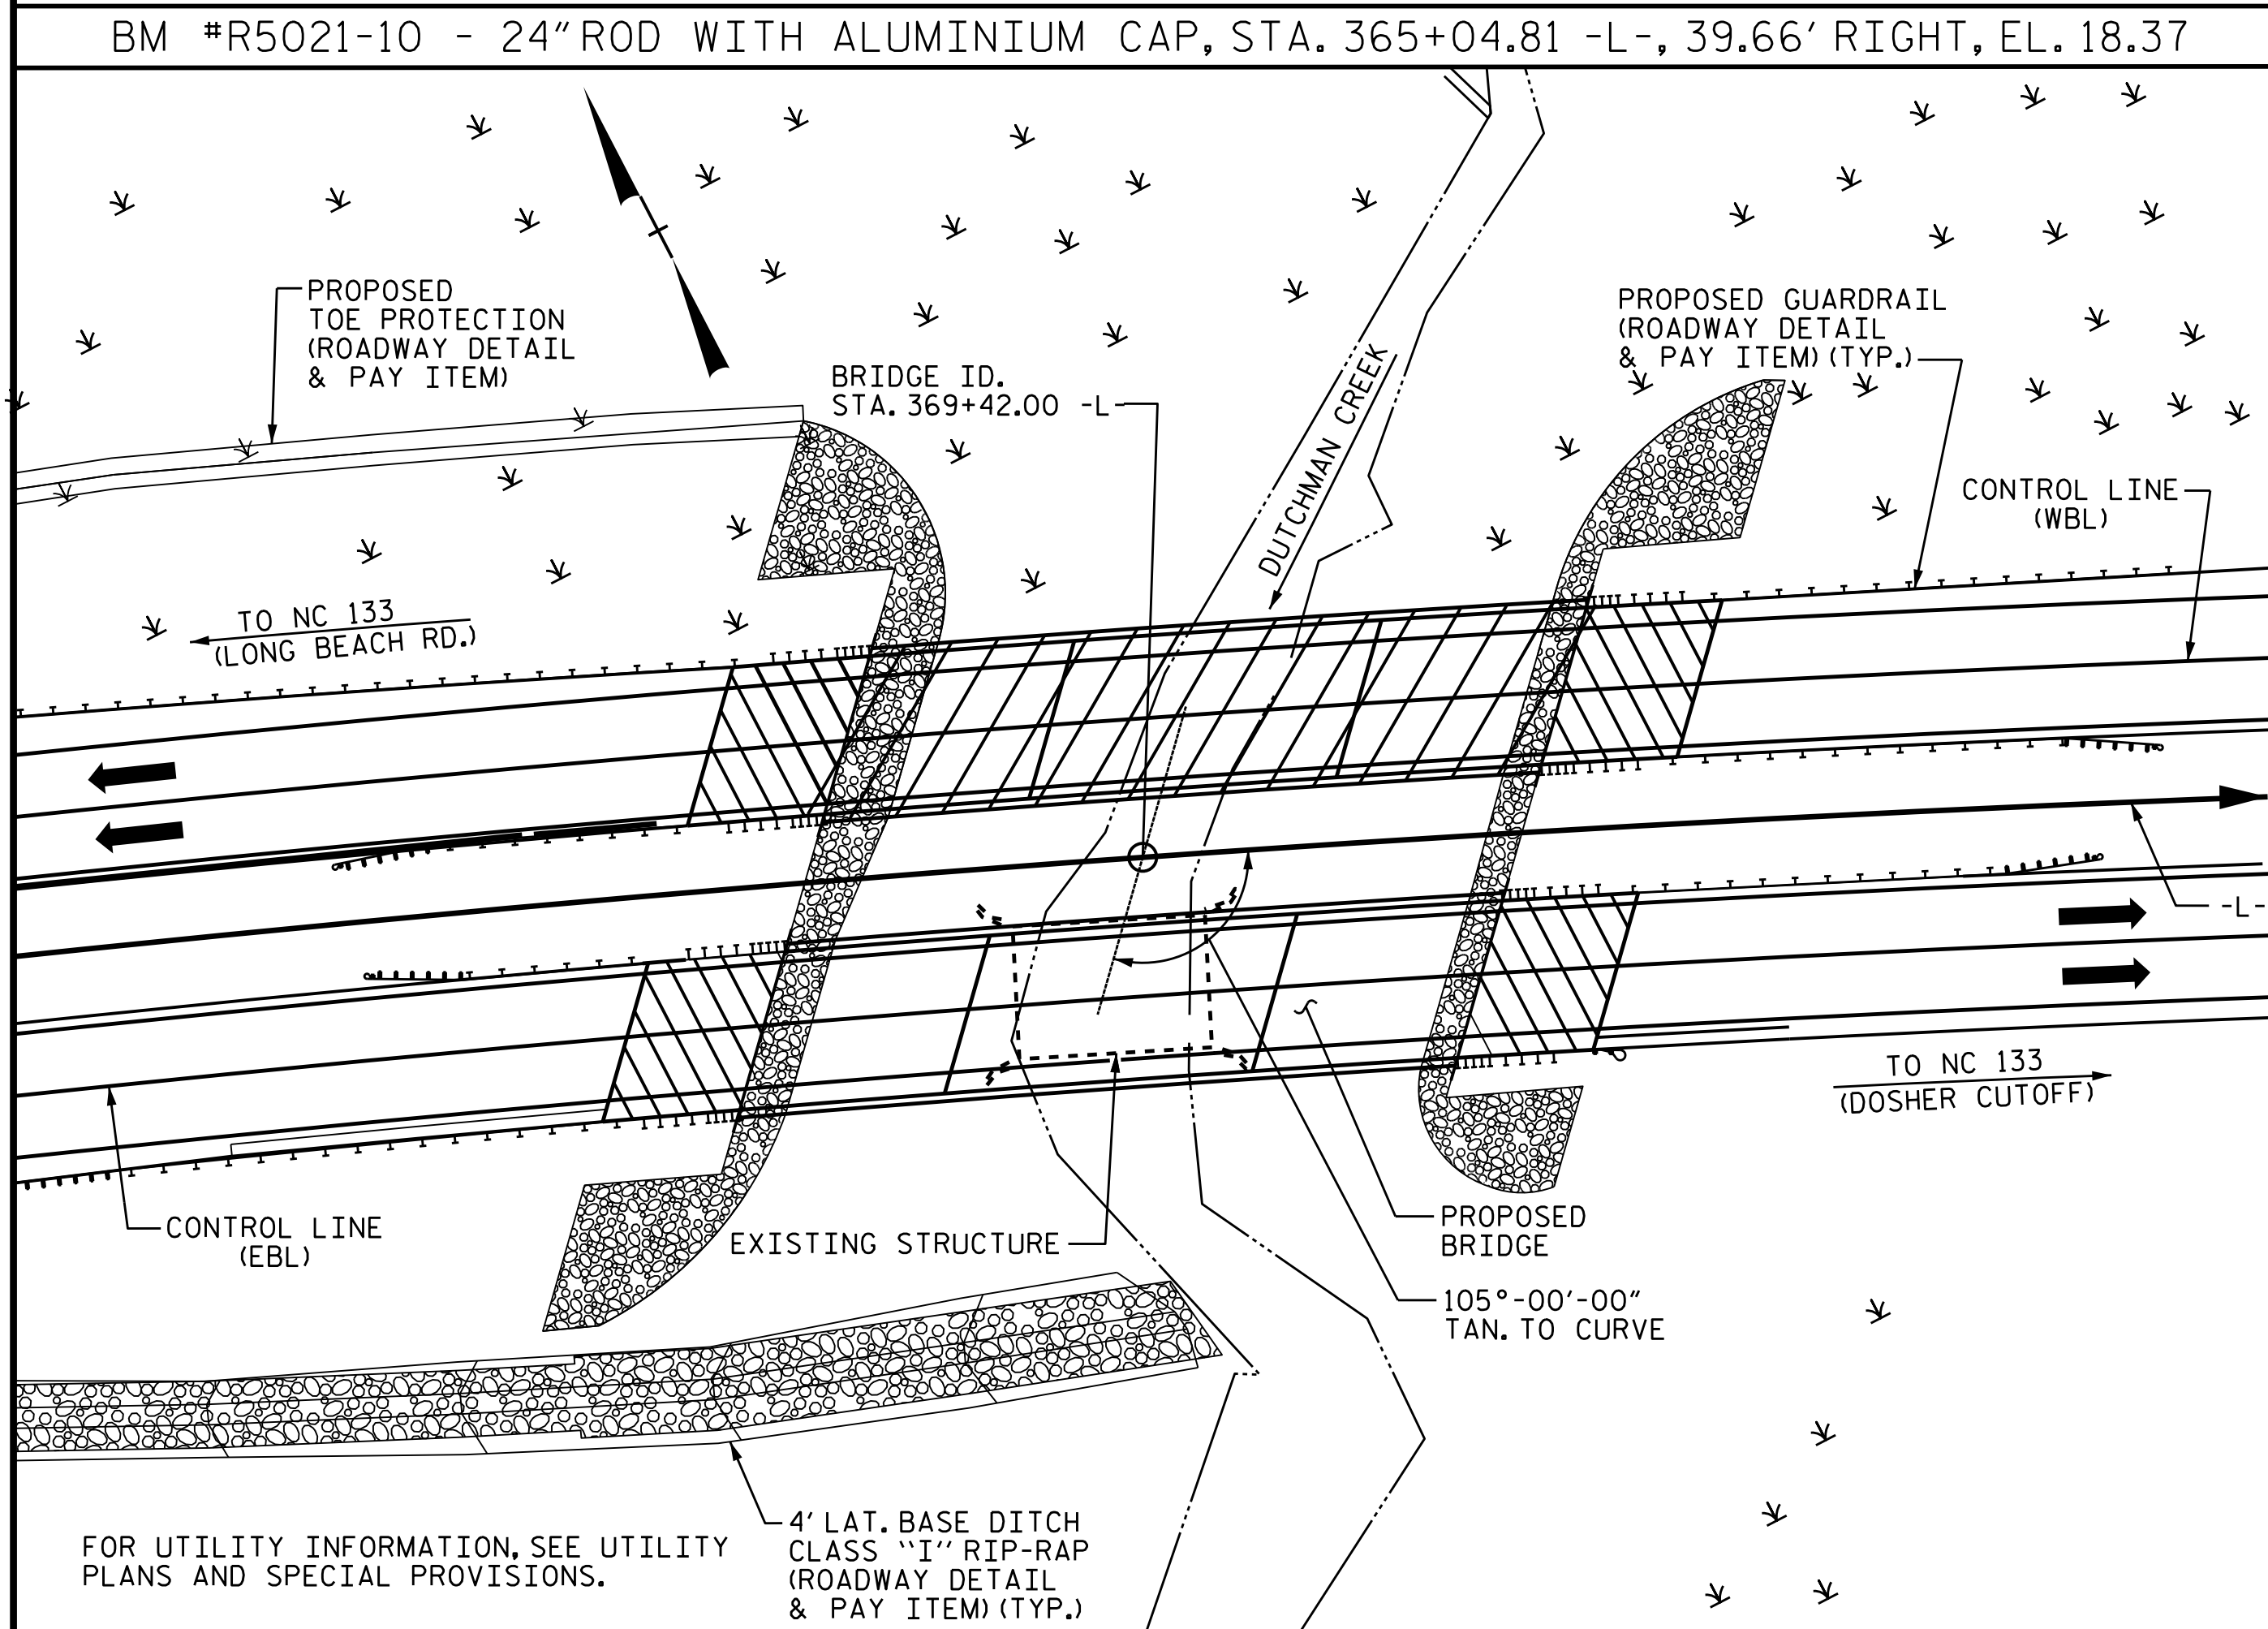 BM #R5021-10 - 24" ROD WITH ALUMINIUM CAP, STA. 365+04.81 -L-, 39.66' RIGHT, EL. 18.37
PROPOSED
TOE PROTECTION
(ROADWAY DETAIL
& PAY ITEM)
BRIDGE ID.
STA. 369+42.00 -L-
DUTCHMAN CREEK
PROPOSED GUARDRAIL
(ROADWAY DETAIL
& PAY ITEM) (TYP.)
CONTROL LINE
(WBL)
TO NC 133
(LONG BEACH RD.)
-L-
TO NC 133
(DOSHER CUTOFF)
CONTROL LINE
(EBL)
EXISTING STRUCTURE
PROPOSED
BRIDGE
105°-00'-00"
TAN. TO CURVE
4' LAT. BASE DITCH
CLASS "I" RIP-RAP
(ROADWAY DETAIL
& PAY ITEM) (TYP.)
FOR UTILITY INFORMATION, SEE UTILITY
PLANS AND SPECIAL PROVISIONS.